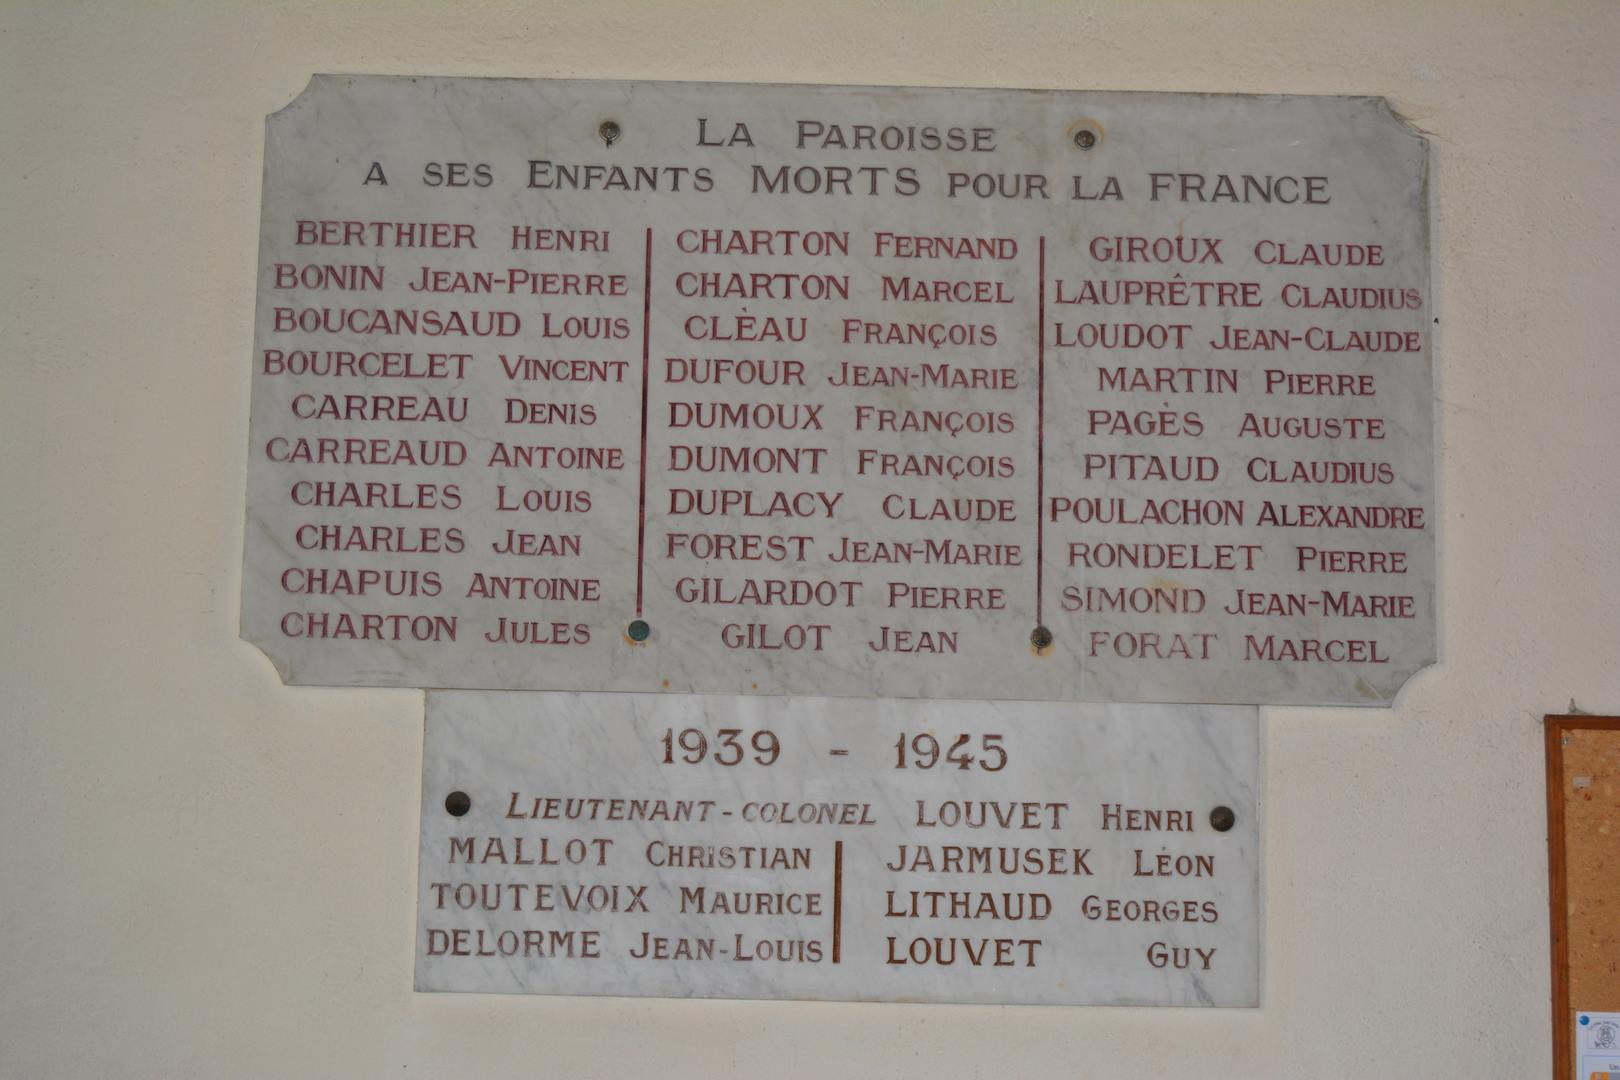 LA PAROISSE
A SES ENFANTS MORTS POUR LA FRANCE
BERTHIER HENRI
BONIN JEAN-PIERRE
BOUCANSAUD LOUIS
BOURCELET VINCENT
CARREAU DENIS
CARREAUD ANTOINE
CHARLES LOUIS
CHARLES JEAN
CHAPUIS ANTOINE
CHARTON JULES
CHARTON FERNAND
CHARTON MARCEL
CLÈAU FRANÇOIS
DUFOUR JEAN-MARIE
DUMOUX FRANÇOIS
DUMONT FRANÇOIS
DUPLACY CLAUDE
FOREST JEAN-MARIE
GILARDOT PIERRE
GILOT JEAN
GIROUX CLAUDE
LAUPRÊTRE CLAUDIUS
LOUDOT JEAN-CLAUDE
MARTIN PIERRE
PAGÈS AUGUSTE
PITAUD CLAUDIUS
POULACHON ALEXANDRE
RONDELET PIERRE
SIMOND JEAN-MARIE
FORAT MARCEL
1939 - 1945
LIEUTENANT-COLONEL LOUVET HENRI
MALLOT CHRISTIAN
TOUTEVOIX MAURICE
DELORME JEAN-LOUIS
JARMUSEK LÉON
LITHAUD GEORGES
LOUVET GUY